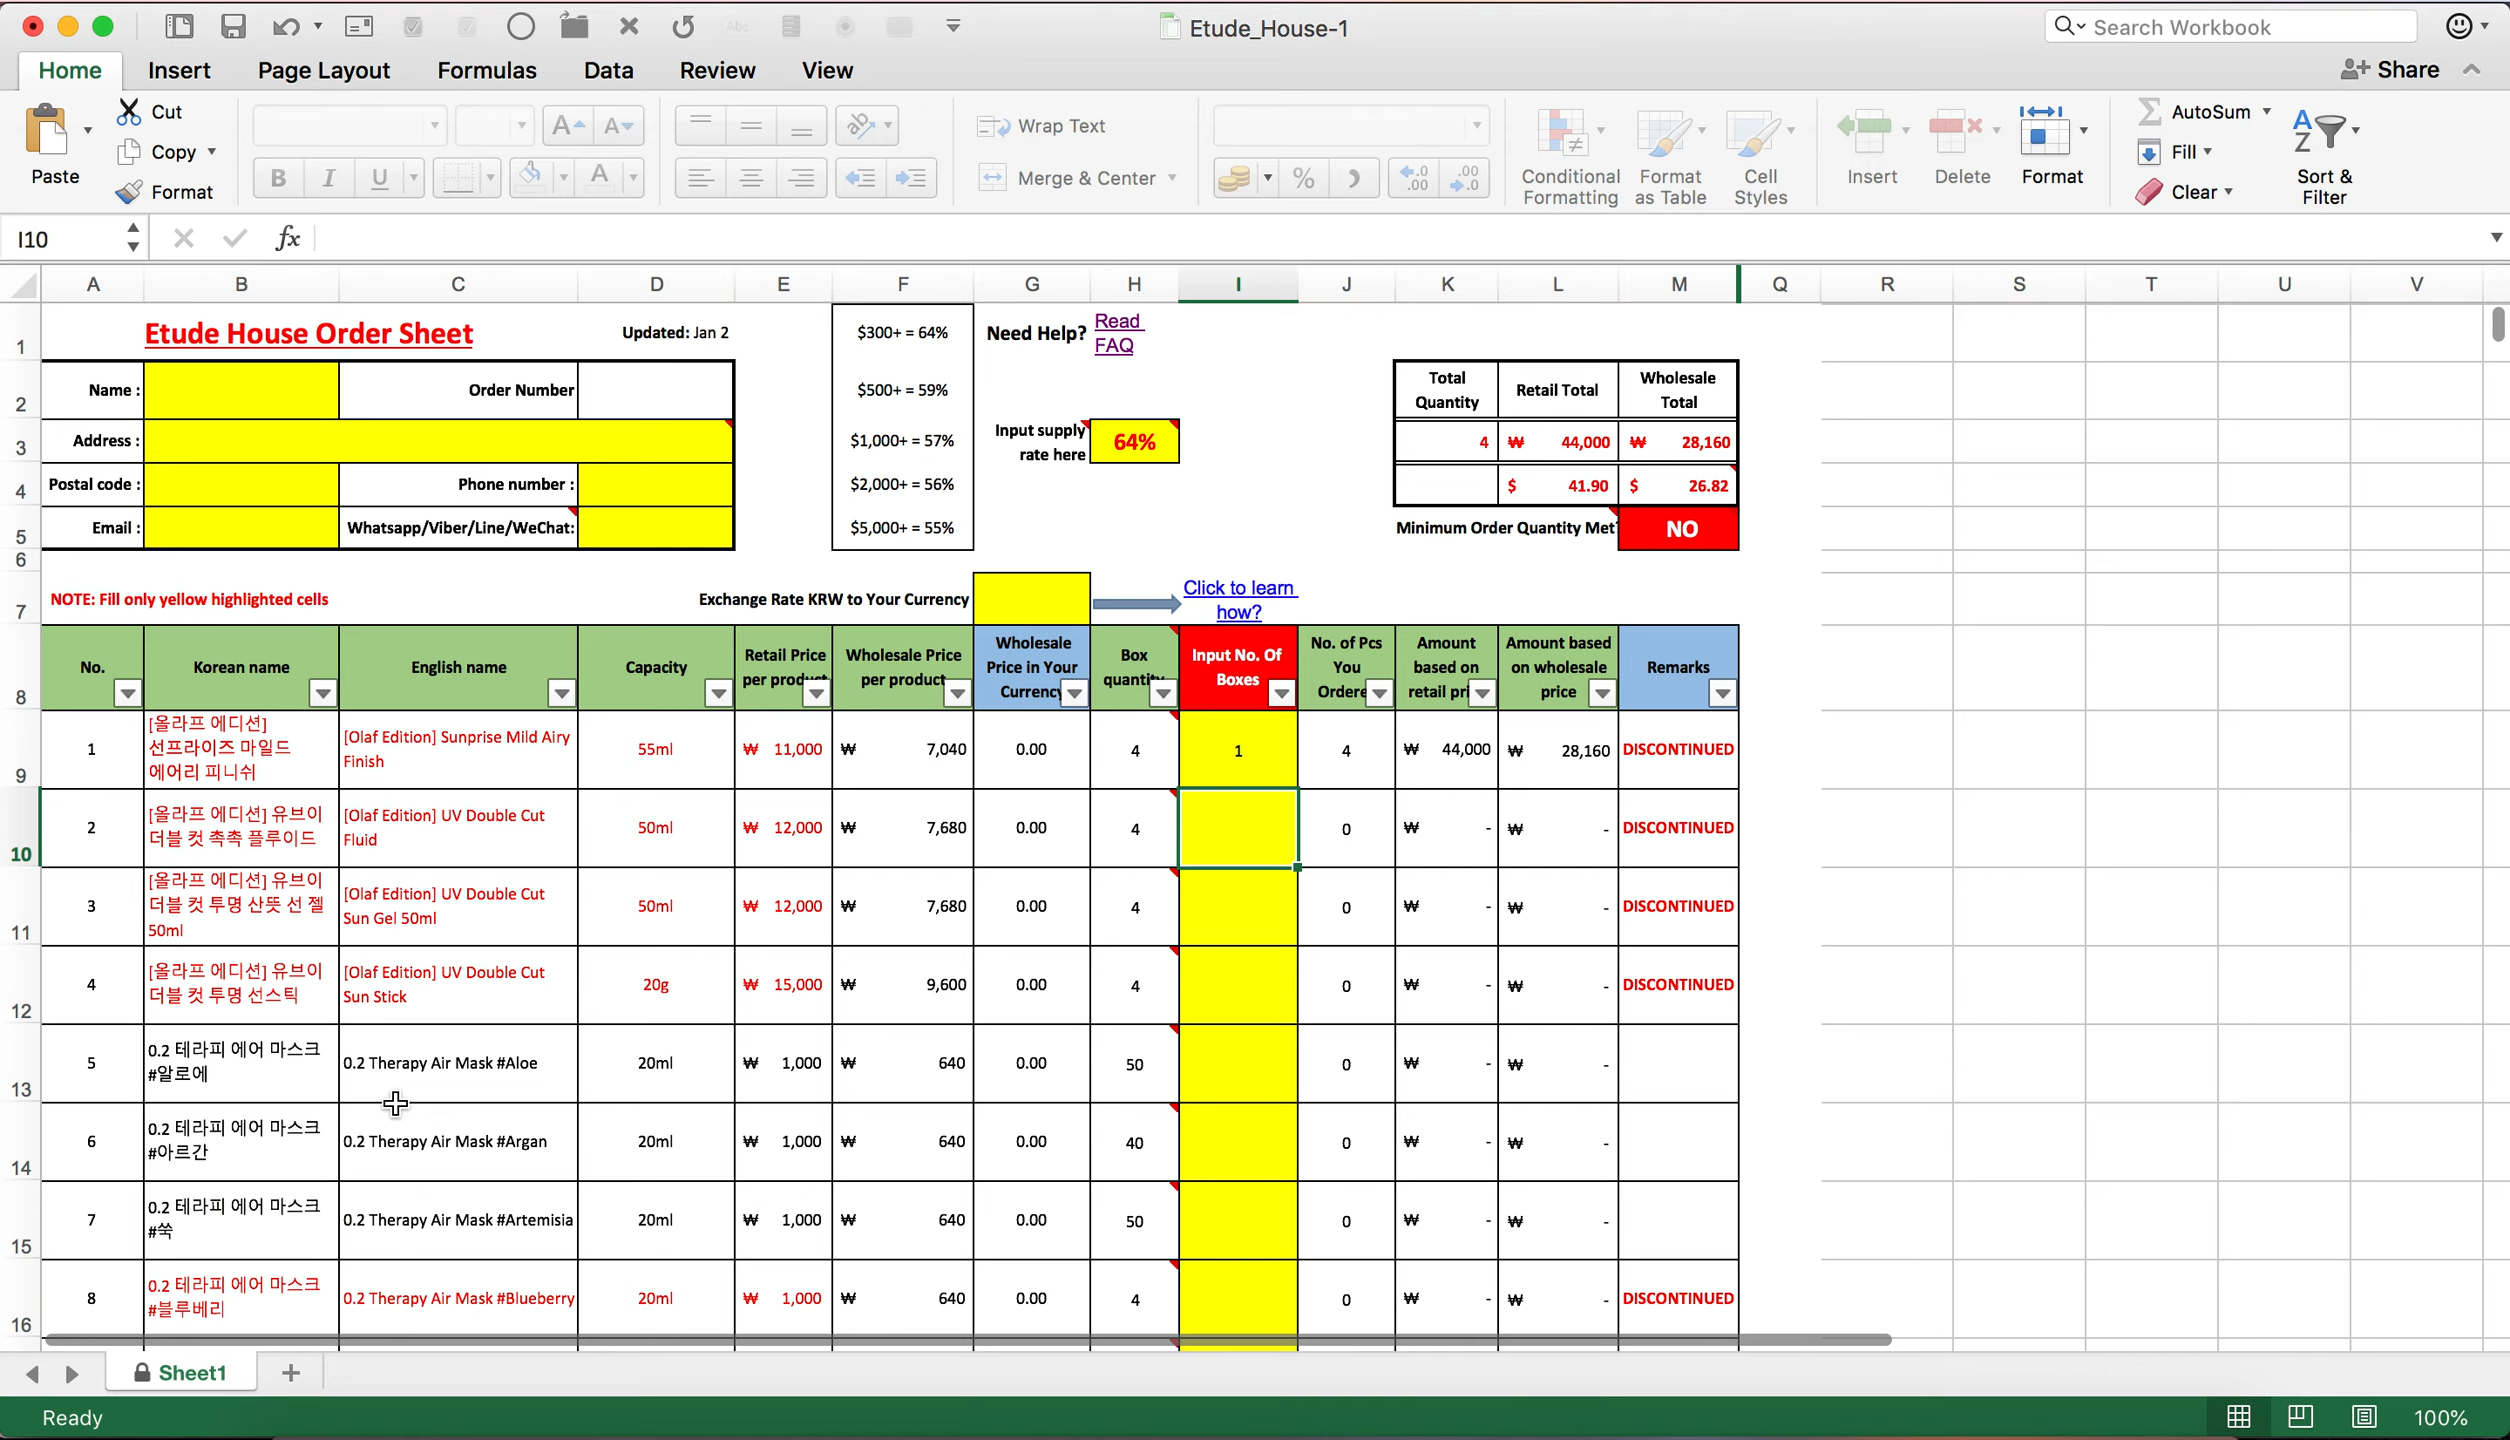 Etude_House-1
Search Workbook
Home Insert Page Layout Formulas Data Review View
Share
Paste
Cut
Copy
Format
A A
B I U A
Wrap Text
Merge & Center
%
Conditional Formatting
Format as Table
Cell Styles
Insert
Delete
Format
AutoSum
Fill
Clear
Sort & Filter
I10
fx
A B C D E F G H I J K L M Q R S T U V
1
Etude House Order Sheet
Updated: Jan 2
$300+ = 64%
Need Help?
Read
FAQ
2
Name :
Order Number
$500+ = 59%
Total
Quantity
Retail Total
Wholesale
Total
3
Address :
$1,000+ = 57%
Input supply
rate here
64%
4 ₩ 44,000 ₩ 28,160
4
Postal code :
Phone number :
$2,000+ = 56%
$ 41.90 $ 26.82
5
Email :
Whatsapp/Viber/Line/WeChat:
$5,000+ = 55%
Minimum Order Quantity Met
NO
6
7
NOTE: Fill only yellow highlighted cells
Exchange Rate KRW to Your Currency
Click to learn
how?
8
No.
Korean name
English name
Capacity
Retail Price
per product
Wholesale Price
per product
Wholesale
Price in Your
Currency
Box
quantity
Input No. Of
Boxes
No. of Pcs
You
Ordere
Amount
based on
retail pri
Amount based
on wholesale
price
Remarks
9
1
[올라프 에디션]
선프라이즈 마일드
에어리 피니쉬
[Olaf Edition] Sunprise Mild Airy
Finish
55ml ₩ 11,000 ₩ 7,040 0.00 4 1 4 ₩ 44,000 ₩ 28,160 DISCONTINUED
10
2
[올라프 에디션] 유브이
더블 컷 촉촉 플루이드
[Olaf Edition] UV Double Cut
Fluid
50ml ₩ 12,000 ₩ 7,680 0.00 4 0 ₩ - ₩ - DISCONTINUED
11
3
[올라프 에디션] 유브이
더블 컷 투명 산뜻 선 젤
50ml
[Olaf Edition] UV Double Cut
Sun Gel 50ml
50ml ₩ 12,000 ₩ 7,680 0.00 4 0 ₩ - ₩ - DISCONTINUED
12
4
[올라프 에디션] 유브이
더블 컷 투명 선스틱
[Olaf Edition] UV Double Cut
Sun Stick
20g ₩ 15,000 ₩ 9,600 0.00 4 0 ₩ - ₩ - DISCONTINUED
13
5
0.2 테라피 에어 마스크
#알로에
0.2 Therapy Air Mask #Aloe
20ml ₩ 1,000 ₩ 640 0.00 50 0 ₩ - ₩ -
14
6
0.2 테라피 에어 마스크
#아르간
0.2 Therapy Air Mask #Argan
20ml ₩ 1,000 ₩ 640 0.00 40 0 ₩ - ₩ -
15
7
0.2 테라피 에어 마스크
#쑥
0.2 Therapy Air Mask #Artemisia
20ml ₩ 1,000 ₩ 640 0.00 50 0 ₩ - ₩ -
16
8
0.2 테라피 에어 마스크
#블루베리
0.2 Therapy Air Mask #Blueberry
20ml ₩ 1,000 ₩ 640 0.00 4 0 ₩ - ₩ - DISCONTINUED
Sheet1
Ready
100%